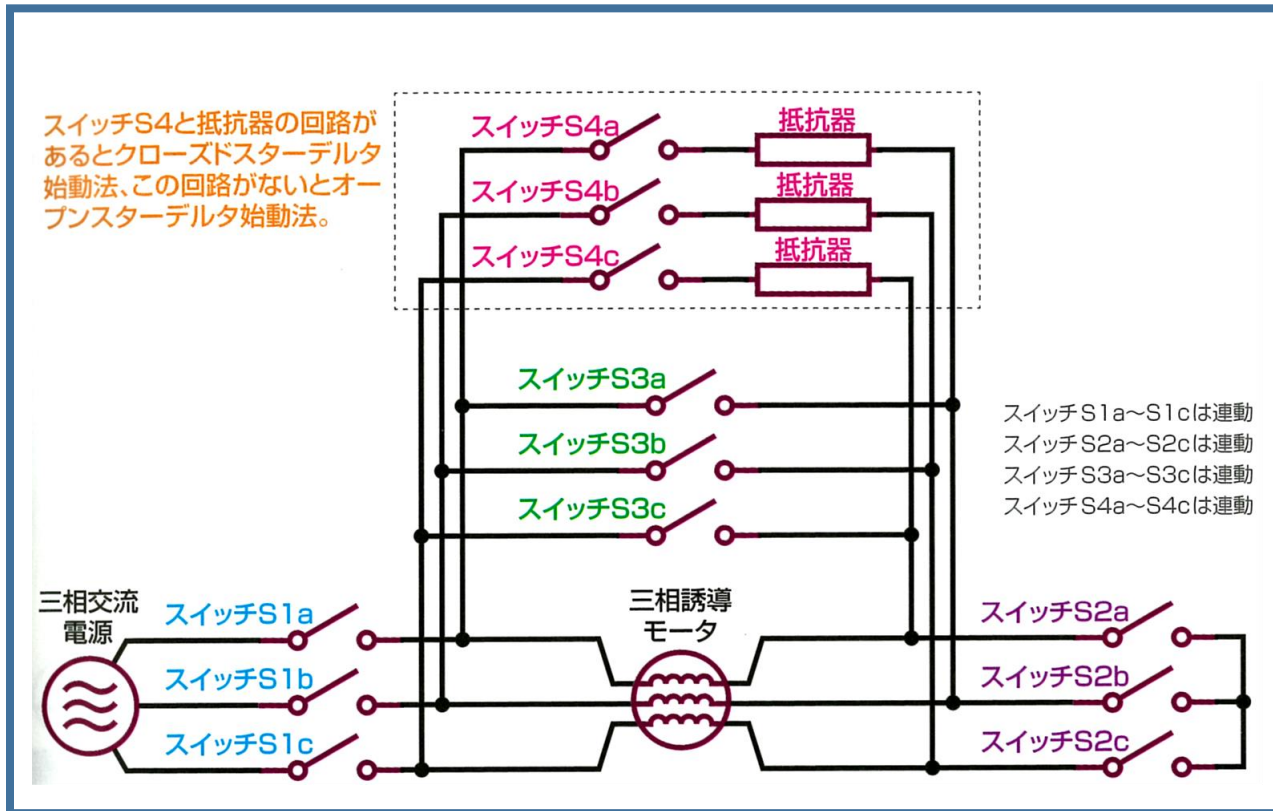 スイッチS4と抵抗器の回路が
あるとクローズドスターデルタ
始動法、この回路がないとオー
プンスターデルタ始動法。
スイッチS4a
抵抗器
スイッチS4b
抵抗器
スイッチS4c
抵抗器
スイッチS3a
スイッチS3b
スイッチS3c
スイッチS1a～S1cは連動
スイッチS2a～S2cは連動
スイッチS3a～S3cは連動
スイッチS4a～S4cは連動
三相交流
電源
スイッチS1a
スイッチS1b
スイッチS1c
三相誘導
モータ
スイッチS2a
スイッチS2b
スイッチS2c